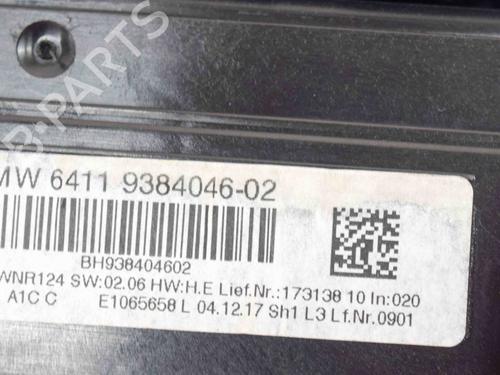 B-PARTS
MW 6411 9384046-02
BH938404602
WNR124 SW:02.06 HW:H.E Lief.Nr.:173138 10 In:020
A1C C E1065658 L 04.12.17 Sh1 L3 Lf.Nr.0901